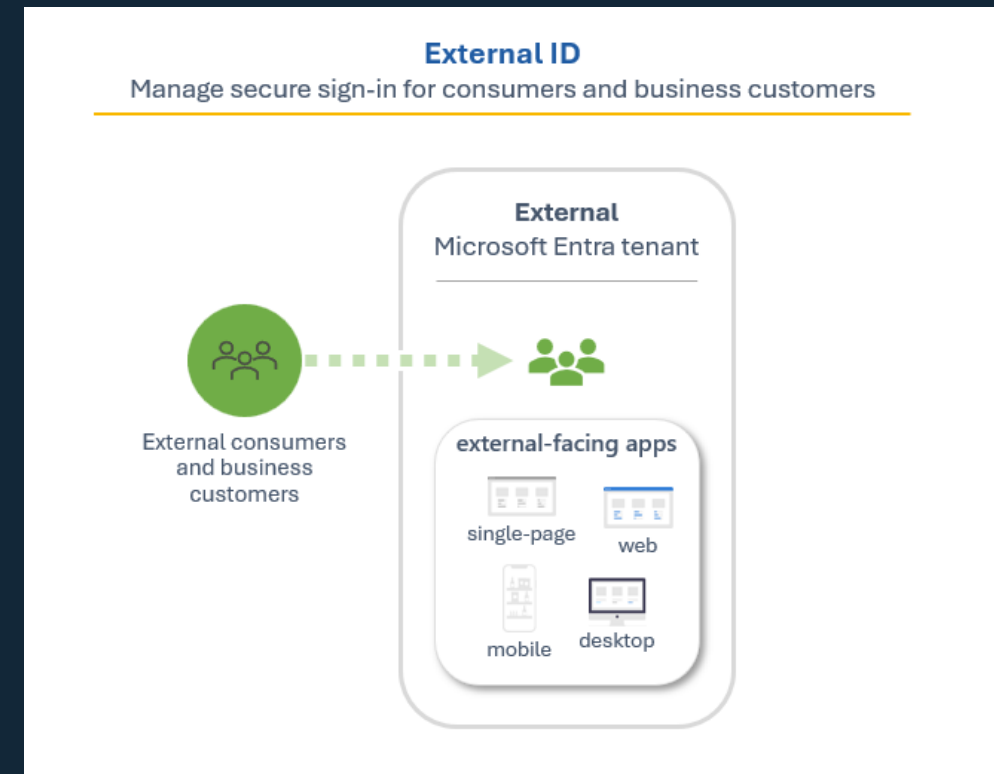 External ID
Manage secure sign-in for consumers and business customers
External
Microsoft Entra tenant
External consumers
and business
customers
external-facing apps
single-page
web
mobile
desktop